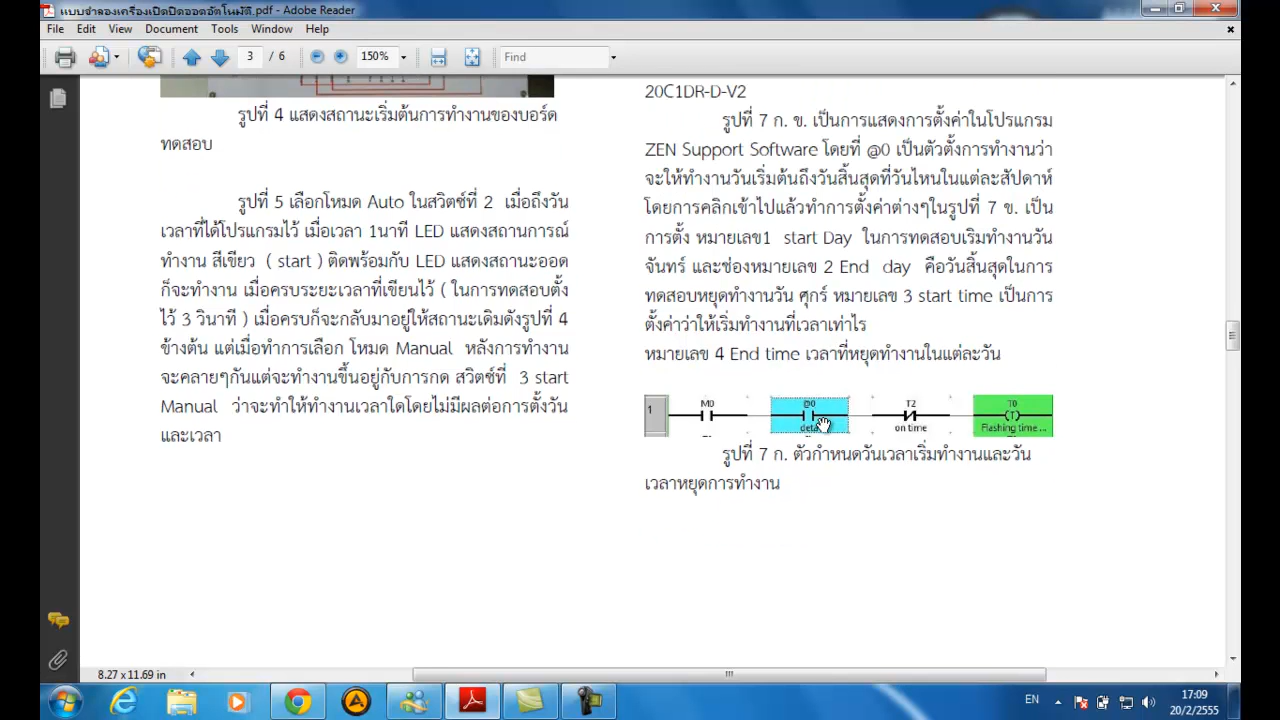 แบบจำลองเครื่องเปิดปิดออดอัตโนมัติ.pdf - Adobe Reader
File Edit View Document Tools Window Help
3 / 6 150% Find
รูปที่ 4 แสดงสถานะเริ่มต้นการทำงานของบอร์ด
ทดสอบ
รูปที่ 5 เลือกโหมด Auto ในสวิตซ์ที่ 2 เมื่อถึงวัน
เวลาที่ได้โปรแกรมไว้ เมื่อเวลา 1นาที LED แสดงสถานการณ์
ทำงาน สีเขียว ( start ) ติดพร้อมกับ LED แสดงสถานะออด
ก็จะทำงาน เมื่อครบระยะเวลาที่เขียนไว้ ( ในการทดสอบตั้ง
ไว้ 3 วินาที ) เมื่อครบก็จะกลับมาอยู่ให้สถานะเดิมดังรูปที่ 4
ข้างต้น แต่เมื่อทำการเลือก โหมด Manual หลังการทำงาน
จะคลายๆกันแต่จะทำงานขึ้นอยู่กับการกด สวิตซ์ที่ 3 start
Manual ว่าจะทำให้ทำงานเวลาใดโดยไม่มีผลต่อการตั้งวัน
และเวลา
20C1DR-D-V2
รูปที่ 7 ก. ข. เป็นการแสดงการตั้งค่าในโปรแกรม
ZEN Support Software โดยที่ @0 เป็นตัวตั้งการทำงานว่า
จะให้ทำงานวันเริ่มต้นถึงวันสิ้นสุดที่วันไหนในแต่ละสัปดาห์
โดยการคลิกเข้าไปแล้วทำการตั้งค่าต่างๆในรูปที่ 7 ข. เป็น
การตั้ง หมายเลข1 start Day ในการทดสอบเริมทำงานวัน
จันทร์ และช่องหมายเลข 2 End day คือวันสิ้นสุดในการ
ทดสอบหยุดทำงานวัน ศุกร์ หมายเลข 3 start time เป็นการ
ตั้งค่าว่าให้เริ่มทำงานที่เวลาเท่าไร
หมายเลข 4 End time เวลาที่หยุดทำงานในแต่ละวัน
1 M0 @0 T2 T0
(T)
on time Flashing time ...
รูปที่ 7 ก. ตัวกำหนดวันเวลาเริ่มทำงานและวัน
เวลาหยุดการทำงาน
8.27 x 11.69 in
EN
17:09
20/2/2555